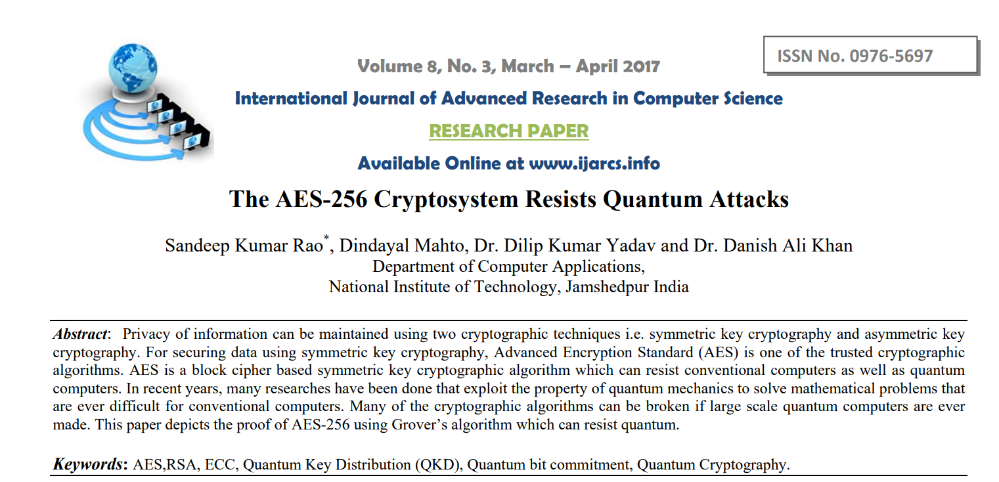 ISSN No. 0976-5697
Volume 8, No. 3, March – April 2017
International Journal of Advanced Research in Computer Science
RESEARCH PAPER
Available Online at www.ijarcs.info
The AES-256 Cryptosystem Resists Quantum Attacks
Sandeep Kumar Rao*, Dindayal Mahto, Dr. Dilip Kumar Yadav and Dr. Danish Ali Khan
Department of Computer Applications,
National Institute of Technology, Jamshedpur India
Abstract: Privacy of information can be maintained using two cryptographic techniques i.e. symmetric key cryptography and asymmetric key
cryptography. For securing data using symmetric key cryptography, Advanced Encryption Standard (AES) is one of the trusted cryptographic
algorithms. AES is a block cipher based symmetric key cryptographic algorithm which can resist conventional computers as well as quantum
computers. In recent years, many researches have been done that exploit the property of quantum mechanics to solve mathematical problems that
are ever difficult for conventional computers. Many of the cryptographic algorithms can be broken if large scale quantum computers are ever
made. This paper depicts the proof of AES-256 using Grover's algorithm which can resist quantum.
Keywords: AES,RSA, ECC, Quantum Key Distribution (QKD), Quantum bit commitment, Quantum Cryptography.